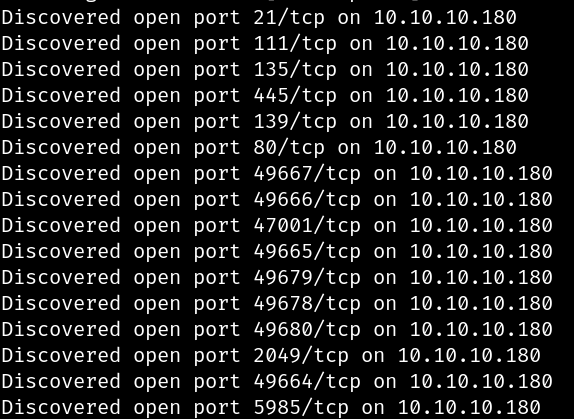 Discovered open port 21/tcp on 10.10.10.180
Discovered open port 111/tcp on 10.10.10.180
Discovered open port 135/tcp on 10.10.10.180
Discovered open port 445/tcp on 10.10.10.180
Discovered open port 139/tcp on 10.10.10.180
Discovered open port 80/tcp on 10.10.10.180
Discovered open port 49667/tcp on 10.10.10.180
Discovered open port 49666/tcp on 10.10.10.180
Discovered open port 47001/tcp on 10.10.10.180
Discovered open port 49665/tcp on 10.10.10.180
Discovered open port 49679/tcp on 10.10.10.180
Discovered open port 49678/tcp on 10.10.10.180
Discovered open port 49680/tcp on 10.10.10.180
Discovered open port 2049/tcp on 10.10.10.180
Discovered open port 49664/tcp on 10.10.10.180
Discovered open port 5985/tcp on 10.10.10.180